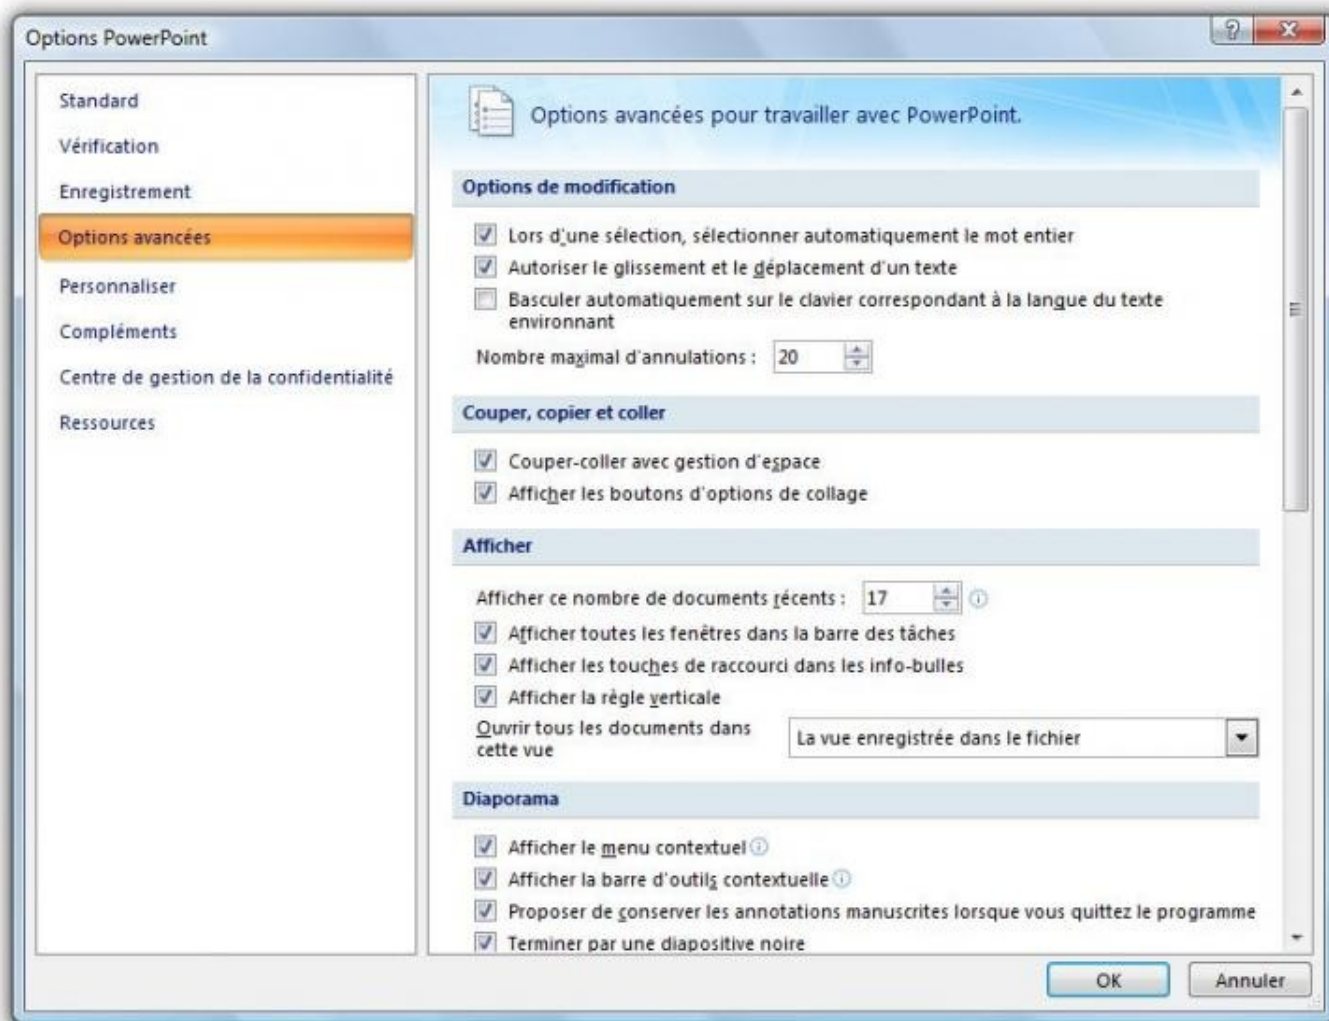 Options PowerPoint
Standard
Vérification
Enregistrement
Options avancées
Personnaliser
Compléments
Centre de gestion de la confidentialité
Ressources
Options avancées pour travailler avec PowerPoint.
Options de modification
Lors d'une sélection, sélectionner automatiquement le mot entier
Autoriser le glissement et le déplacement d'un texte
Basculer automatiquement sur le clavier correspondant à la langue du texte
environnant
Nombre maximal d'annulations : 20
Couper, copier et coller
Couper-coller avec gestion d'espace
Afficher les boutons d'options de collage
Afficher
Afficher ce nombre de documents récents : 17
Afficher toutes les fenêtres dans la barre des tâches
Afficher les touches de raccourci dans les info-bulles
Afficher la règle verticale
Ouvrir tous les documents dans
cette vue
La vue enregistrée dans le fichier
Diaporama
Afficher le menu contextuel
Afficher la barre d'outils contextuelle
Proposer de conserver les annotations manuscrites lorsque vous quittez le programme
Terminer par une diapositive noire
OK Annuler